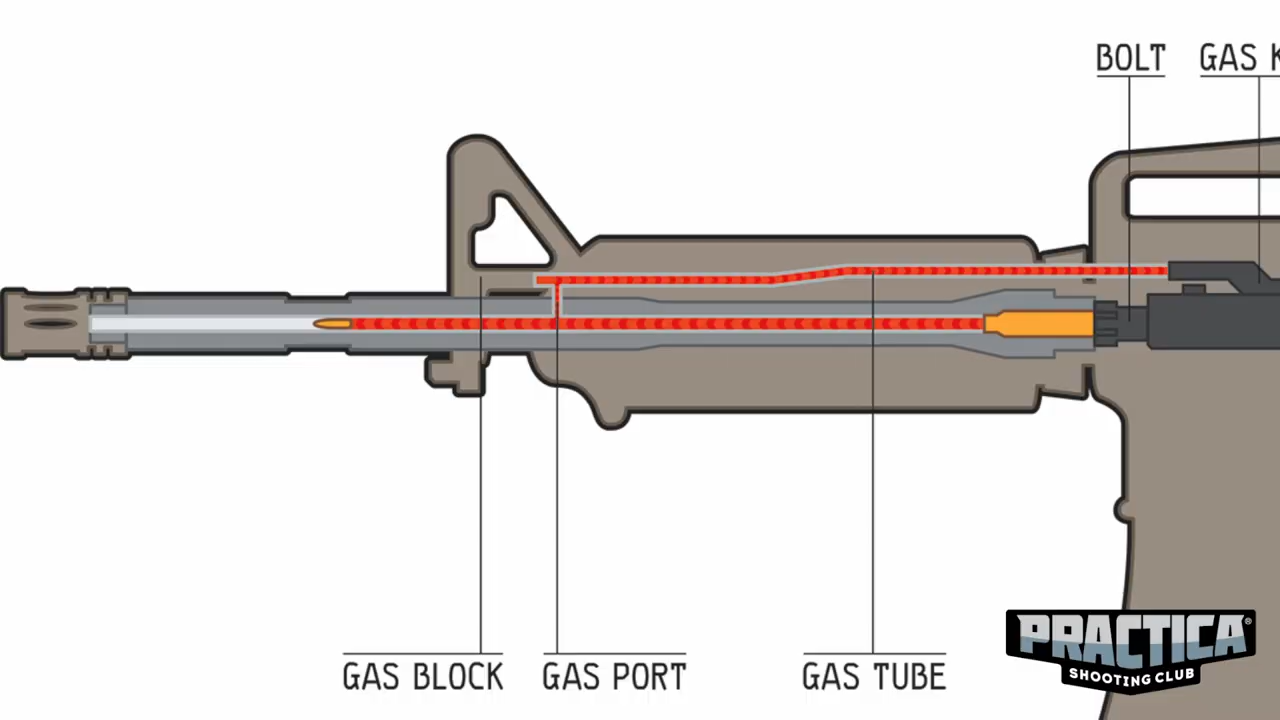 BOLT
GAS
GAS BLOCK
GAS PORT
GAS TUBE
PRACTICA®
SHOOTING CLUB